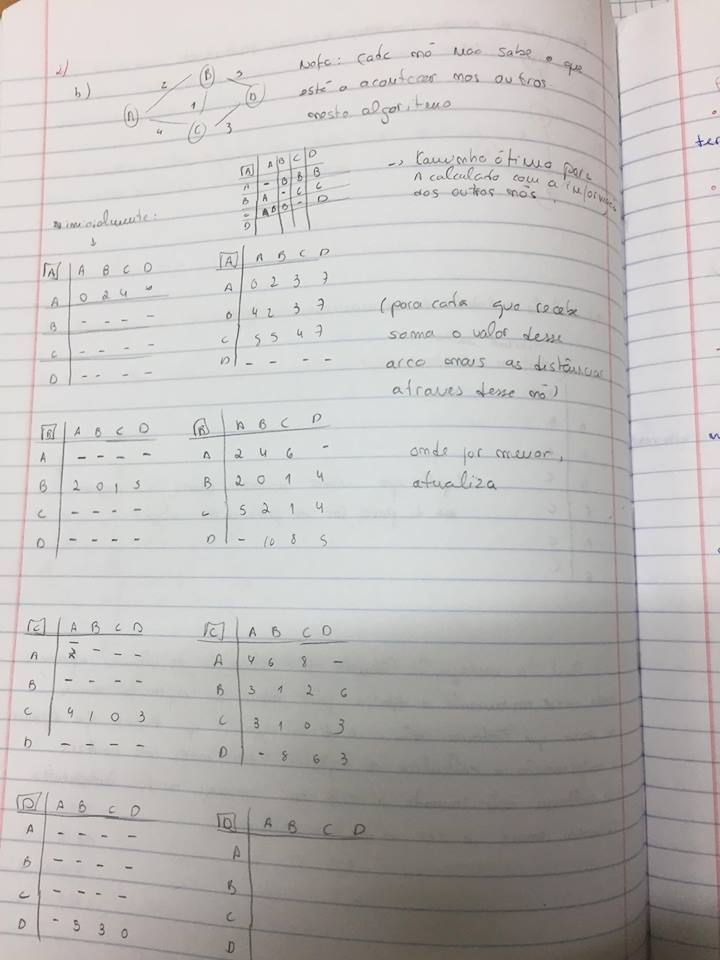 2)
b)
Nota: cada nó não sabe o que
está a acontecer nos outros
neste algoritmo
A B C D
2 1 5 4 3
[A] A B C D
A - B B B
B A - C C
A B B - D
D
-> Caminho ótimo para
A calculado com a informação
dos outros nós.
inicialmente:
[A] A B C D
A 0 2 4
B - - - -
C - - - -
D - - - -
[A] A B C D
A 0 2 3 7
B 4 2 3 7
C 5 5 4 7
D - - - -
(para cada que recebe
soma o valor desse
arco mais as distâncias
atraves desse nó)
[B] A B C D
A - - - -
B 2 0 1 5
C - - - -
D - - - -
[B] A B C D
A 2 4 6 -
B 2 0 1 4
C 5 2 1 4
D - 10 8 5
onde for menor,
atualiza
[C] A B C D
A - - - -
B - - - -
C 4 1 0 3
D - - - -
[C] A B C D
A 4 6 8 -
B 3 1 2 6
C 3 1 0 3
D - 8 6 3
[D] A B C D
A - - - -
B - - - -
C - - - -
D - 5 3 0
[D] A B C D
A
B
C
D